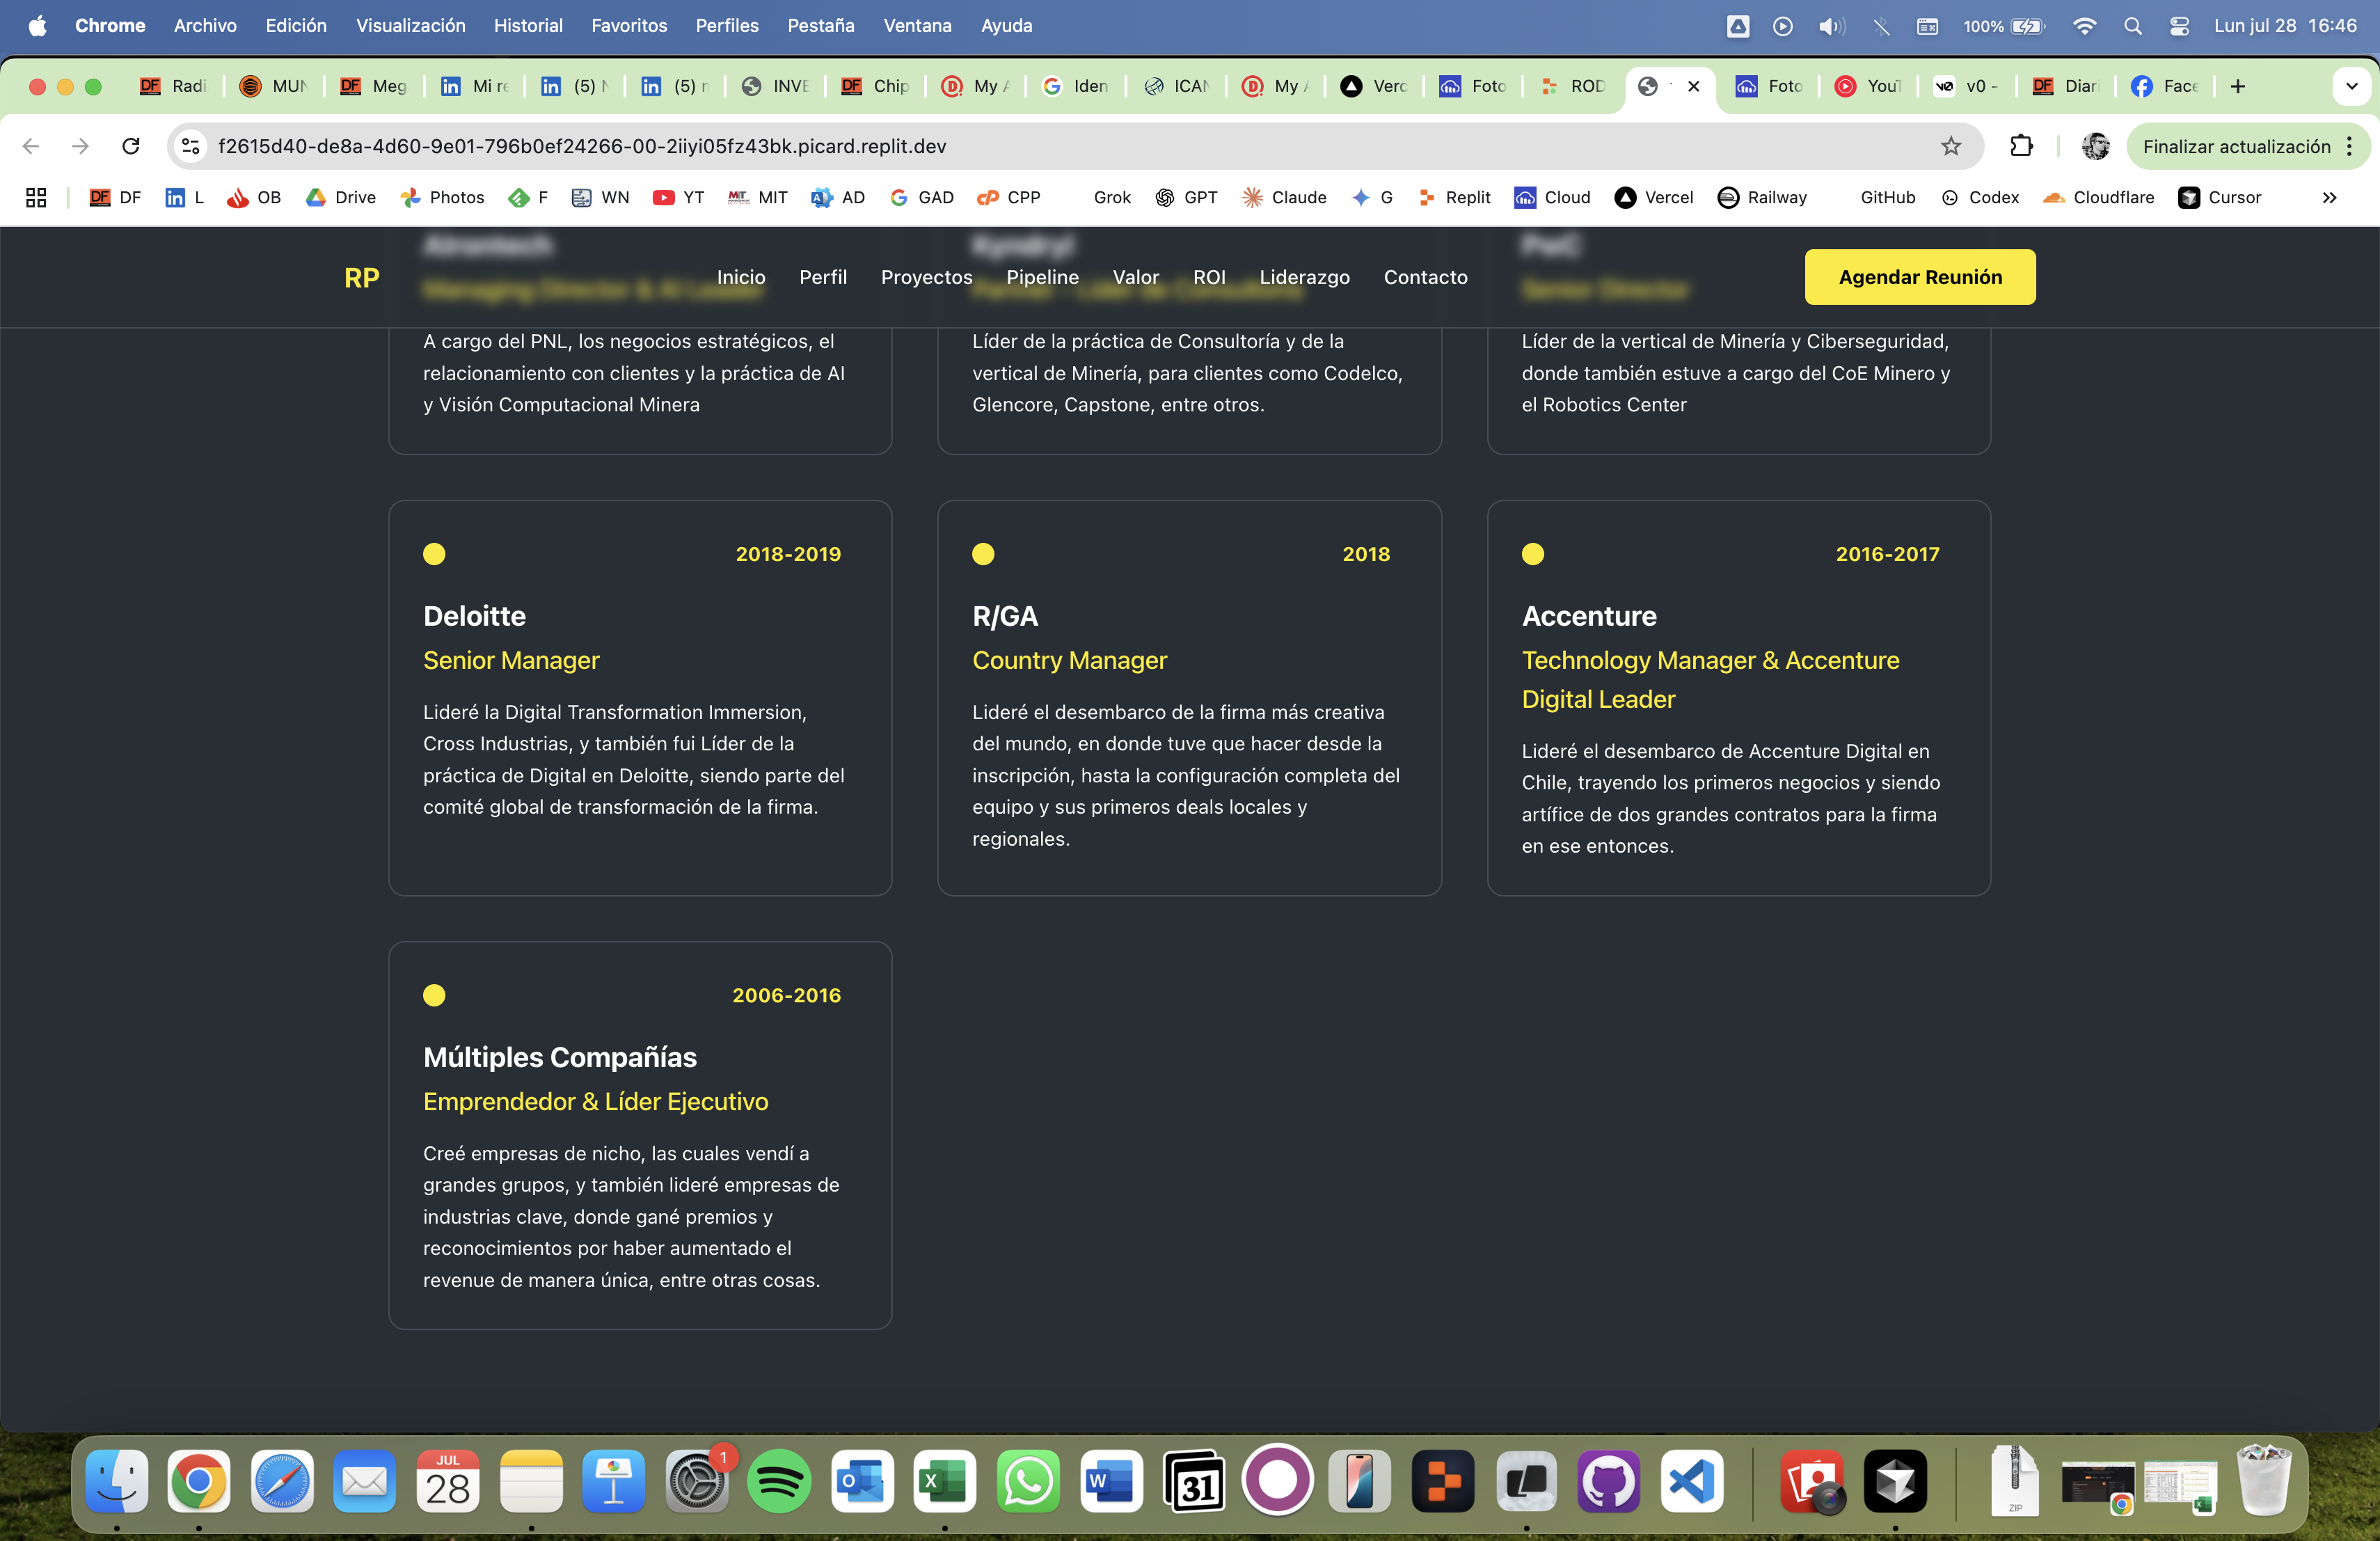 Chrome Archivo Edición Visualización Historial Favoritos Perfiles Pestaña Ventana Ayuda 100% Lun jul 28 16:46
Radi MUN Meg Mi re (5) N (5) n INVE Chip My A Iden ICAN My A Verc Foto ROD Foto YouT v0 - Diar Face
f2615d40-de8a-4d60-9e01-796b0ef24266-00-2iiyi05fz43bk.picard.replit.dev Finalizar actualización
DF L OB Drive Photos F WN YT MIT AD GAD CPP Grok GPT Claude G Replit Cloud Vercel Railway GitHub Codex Cloudflare Cursor
Airontech Kyndryl PwC
RP Inicio Perfil Proyectos Pipeline Valor ROI Liderazgo Contacto Agendar Reunión
Managing Director & AI Leader
Senior Director
A cargo del PNL, los negocios estratégicos, el
relacionamiento con clientes y la práctica de AI
y Visión Computacional Minera
Líder de la práctica de Consultoría y de la
vertical de Minería, para clientes como Codelco,
Glencore, Capstone, entre otros.
Líder de la vertical de Minería y Ciberseguridad,
donde también estuve a cargo del CoE Minero y
el Robotics Center
2018-2019
Deloitte
Senior Manager
Lideré la Digital Transformation Immersion,
Cross Industrias, y también fui Líder de la
práctica de Digital en Deloitte, siendo parte del
comité global de transformación de la firma.
2018
R/GA
Country Manager
Lideré el desembarco de la firma más creativa
del mundo, en donde tuve que hacer desde la
inscripción, hasta la configuración completa del
equipo y sus primeros deals locales y
regionales.
2016-2017
Accenture
Technology Manager & Accenture
Digital Leader
Lideré el desembarco de Accenture Digital en
Chile, trayendo los primeros negocios y siendo
artífice de dos grandes contratos para la firma
en ese entonces.
2006-2016
Múltiples Compañías
Emprendedor & Líder Ejecutivo
Creé empresas de nicho, las cuales vendí a
grandes grupos, y también lideré empresas de
industrias clave, donde gané premios y
reconocimientos por haber aumentado el
revenue de manera única, entre otras cosas.
JUL
28
1
31
ZIP